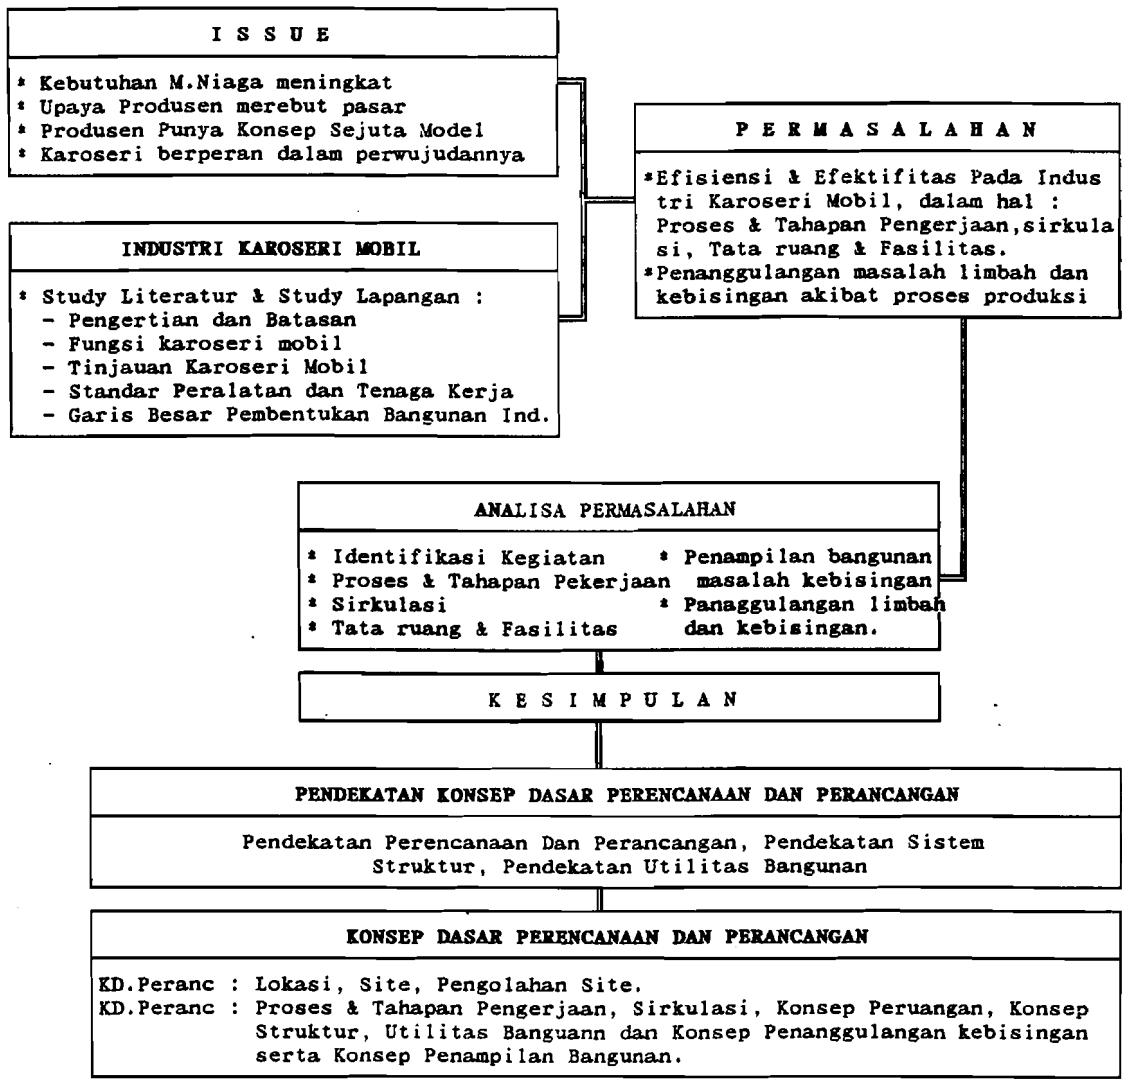 I S S U E
* Kebutuhan M.Niaga meningkat
* Upaya Produsen merebut pasar
* Produsen Punya Konsep Sejuta Model
* Karoseri berperan dalam perwujudannya
P E R M A S A L A H A N
*Efisiensi & Efektifitas Pada Indus
tri Karoseri Mobil, dalam hal :
Proses & Tahapan Pengerjaan,sirkula
si, Tata ruang & Fasilitas.
*Penanggulangan masalah limbah dan
kebisingan akibat proses produksi
INDUSTRI KAROSERI MOBIL
* Study Literatur & Study Lapangan :
- Pengertian dan Batasan
- Fungsi karoseri mobil
- Tinjauan Karoseri Mobil
- Standar Peralatan dan Tenaga Kerja
- Garis Besar Pembentukan Bangunan Ind.
ANALISA PERMASALAHAN
* Identifikasi Kegiatan
* Proses & Tahapan Pekerjaan
* Sirkulasi
* Tata ruang & Fasilitas
* Penampilan bangunan
masalah kebisingan
* Panaggulangan limbah
dan kebisingan.
K E S I M P U L A N
PENDEKATAN KONSEP DASAR PERENCANAAN DAN PERANCANGAN
Pendekatan Perencanaan Dan Perancangan, Pendekatan Sistem
Struktur, Pendekatan Utilitas Bangunan
KONSEP DASAR PERENCANAAN DAN PERANCANGAN
KD.Peranc : Lokasi, Site, Pengolahan Site.
KD.Peranc : Proses & Tahapan Pengerjaan, Sirkulasi, Konsep Peruangan, Konsep
Struktur, Utilitas Banguann dan Konsep Penanggulangan kebisingan
serta Konsep Penampilan Bangunan.